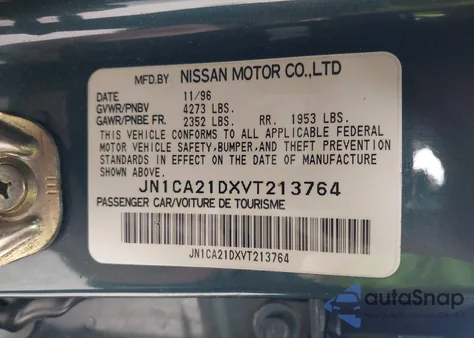 MFD.BY NISSAN MOTOR CO.,LTD
DATE 11/96
GVWR/PNBV 4273 LBS.
GAWR/PNBE FR. 2352 LBS. RR. 1953 LBS.
THIS VEHICLE CONFORMS TO ALL APPLICABLE FEDERAL
MOTOR VEHICLE SAFETY, BUMPER, AND THEFT PREVENTION
STANDARDS IN EFFECT ON THE DATE OF MANUFACTURE
SHOWN ABOVE.
JN1CA21DXVT213764
PASSENGER CAR/VOITURE DE TOURISME
JN1CA21DXVT213764
autoSnap